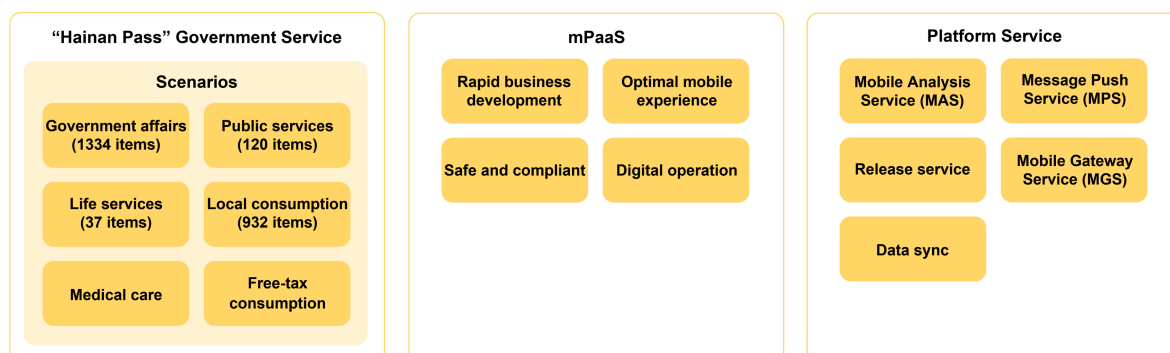 “Hainan Pass” Government Service
Scenarios
Government affairs
(1334 items)
Public services
(120 items)
Life services
(37 items)
Local consumption
(932 items)
Medical care
Free-tax
consumption
mPaaS
Rapid business
development
Optimal mobile
experience
Safe and compliant
Digital operation
Platform Service
Mobile Analysis
Service (MAS)
Message Push
Service (MPS)
Release service
Mobile Gateway
Service (MGS)
Data sync